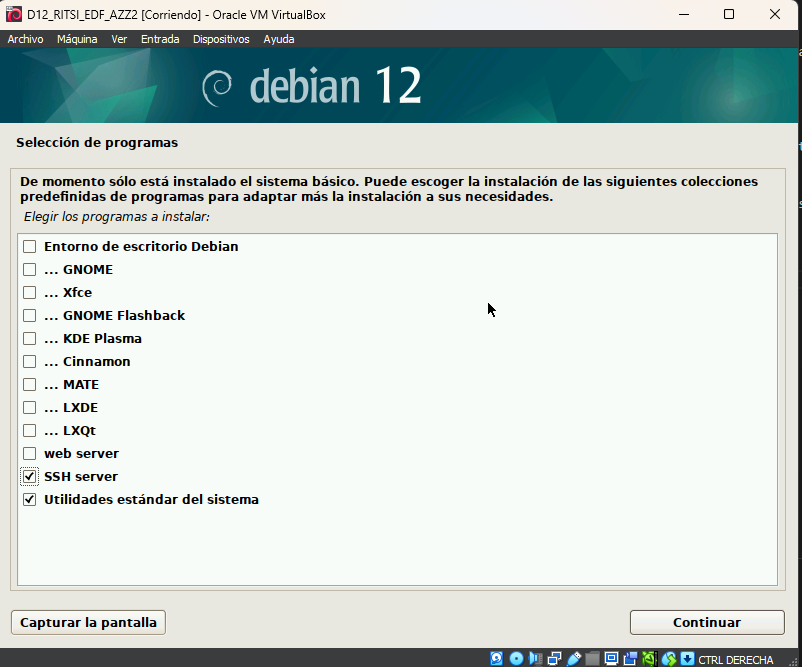 D12_RITSI_EDF_AZZ2 [Corriendo] - Oracle VM VirtualBox
Archivo Máquina Ver Entrada Dispositivos Ayuda
debian 12
Selección de programas
De momento sólo está instalado el sistema básico. Puede escoger la instalación de las siguientes colecciones
predefinidas de programas para adaptar más la instalación a sus necesidades.
Elegir los programas a instalar:
Entorno de escritorio Debian
... GNOME
... Xfce
... GNOME Flashback
... KDE Plasma
... Cinnamon
... MATE
... LXDE
... LXQt
web server
SSH server
Utilidades estándar del sistema
Capturar la pantalla Continuar
CTRL DERECHA